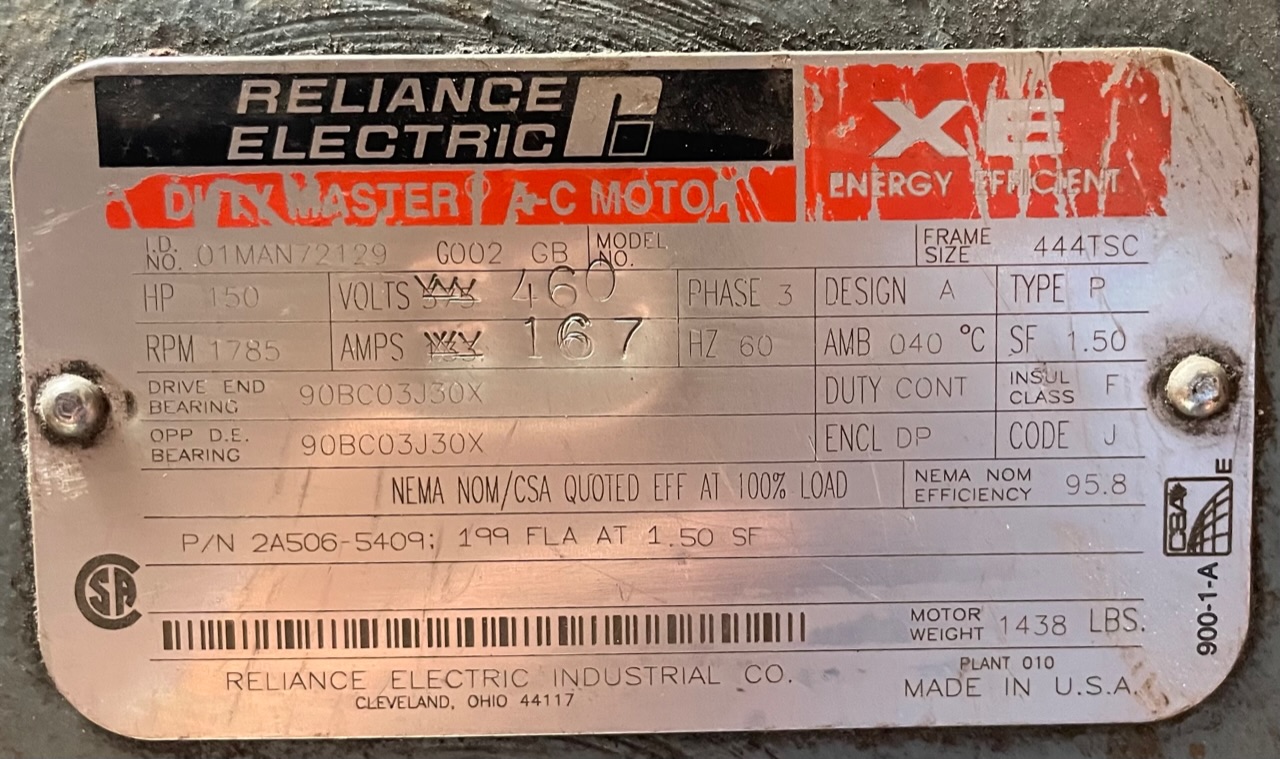 RELIANCE
ELECTRIC
XE
ENERGY EFFICIENT
DUTY MASTER A-C MOTOR
I.D. NO. 01MAN72129 G002 GB MODEL NO. FRAME SIZE 444TSC
HP 150 VOLTS 460 PHASE 3 DESIGN A TYPE P
RPM 1785 AMPS 167 HZ 60 AMB 040 °C SF 1.50
DRIVE END BEARING 90BC03J30X DUTY CONT INSUL CLASS F
OPP D.E. BEARING 90BC03J30X ENCL DP CODE J
NEMA NOM/CSA QUOTED EFF AT 100% LOAD NEMA NOM EFFICIENCY 95.8
P/N 2A506-5409; 199 FLA AT 1.50 SF
MOTOR WEIGHT 1438 LBS.
RELIANCE ELECTRIC INDUSTRIAL CO.
CLEVELAND, OHIO 44117
PLANT 010
MADE IN U.S.A.
900-1-A
E